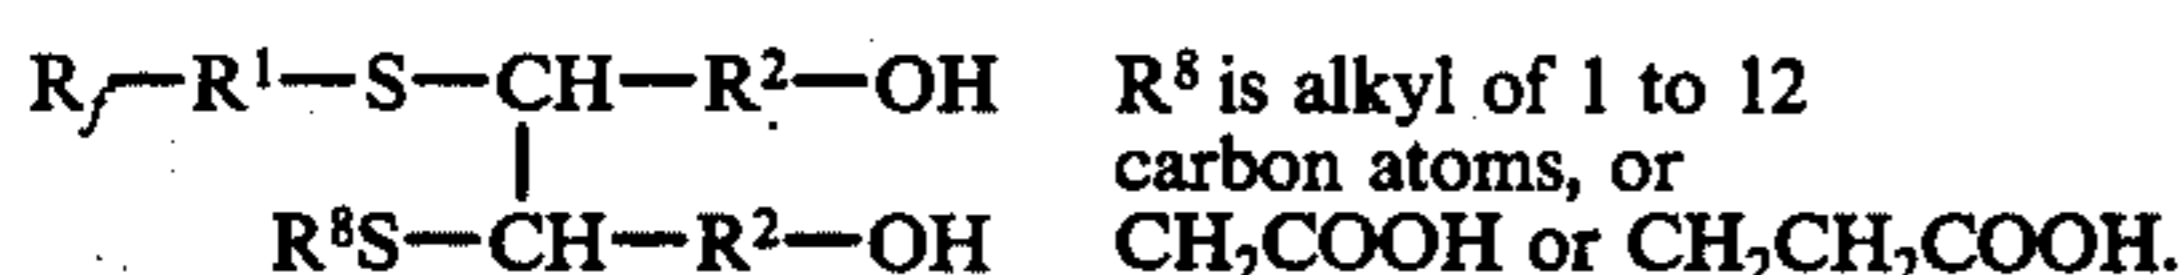 R_f—R¹—S—CH—R²—OH R⁸ is alkyl of 1 to 12
carbon atoms, or
R⁸S—CH—R²—OH CH₂COOH or CH₂CH₂COOH.